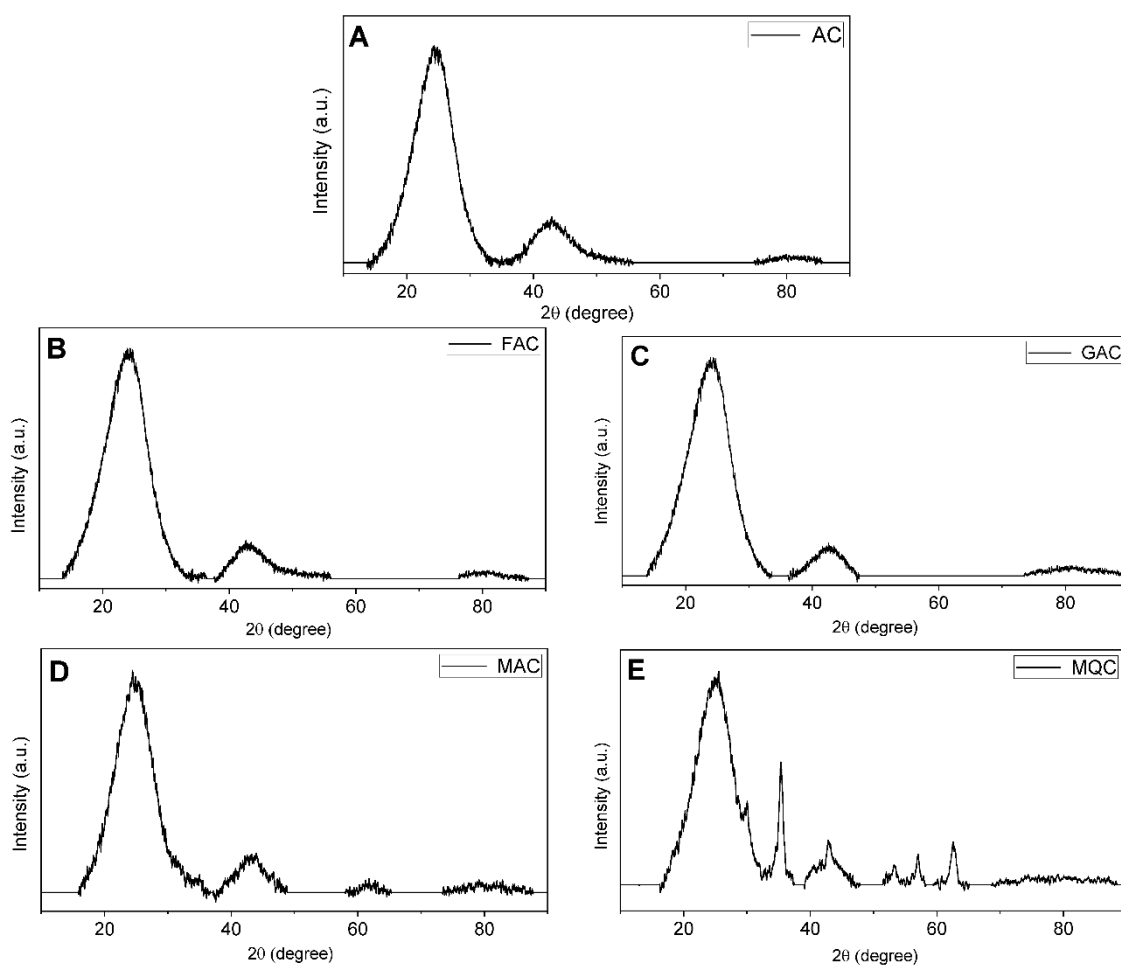 A
AC
Intensity (a.u.)
20 40 60 80
2θ (degree)
B
FAC
Intensity (a.u.)
20 40 60 80
2θ (degree)
C
GAC
Intensity (a.u.)
20 40 60 80
2θ (degree)
D
MAC
Intensity (a.u.)
20 40 60 80
2θ (degree)
E
MQC
Intensity (a.u.)
20 40 60 80
2θ (degree)